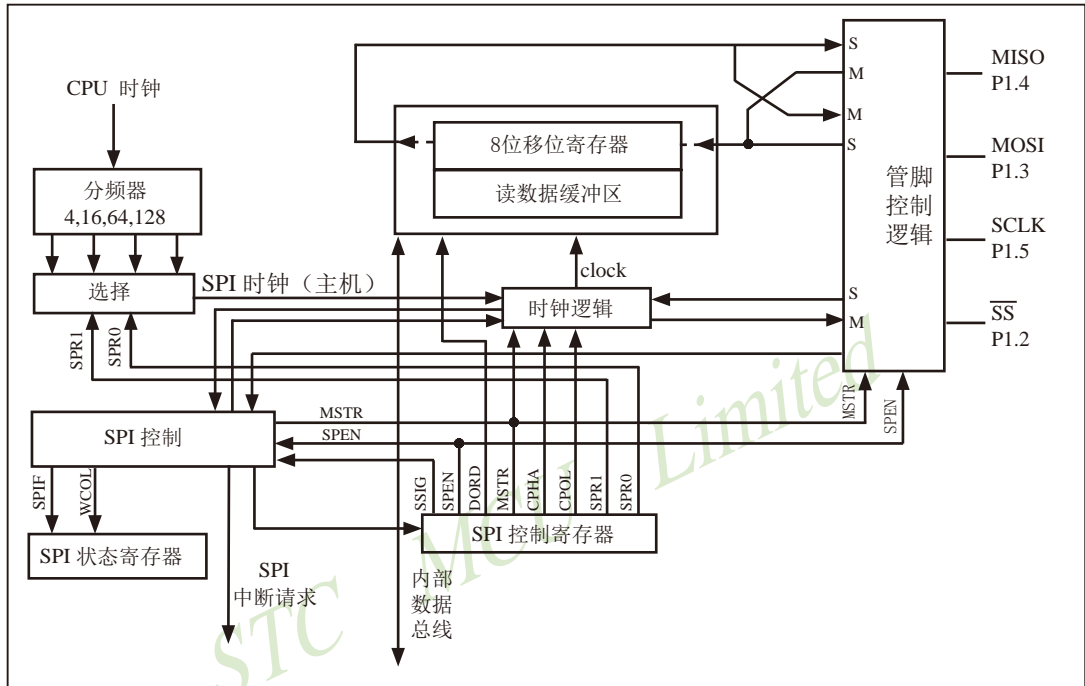 CPU 时钟
分频器
4,16,64,128
选择
SPI 时钟（主机）
SPR1
SPR0
8位移位寄存器
读数据缓冲区
clock
时钟逻辑
S
M
M
S
S
M
管脚
控制
逻辑
MISO
P1.4
MOSI
P1.3
SCLK
P1.5
SS
P1.2
MSTR
SPEN
SPI 控制
MSTR
SPEN
SPIF
WCOL
SSIG
SPEN
DORD
MSTR
CPHA
CPOL
SPR1
SPR0
SPI 控制寄存器
SPI 状态寄存器
SPI
中断请求
内部
数据
总线
STC MCU Limited